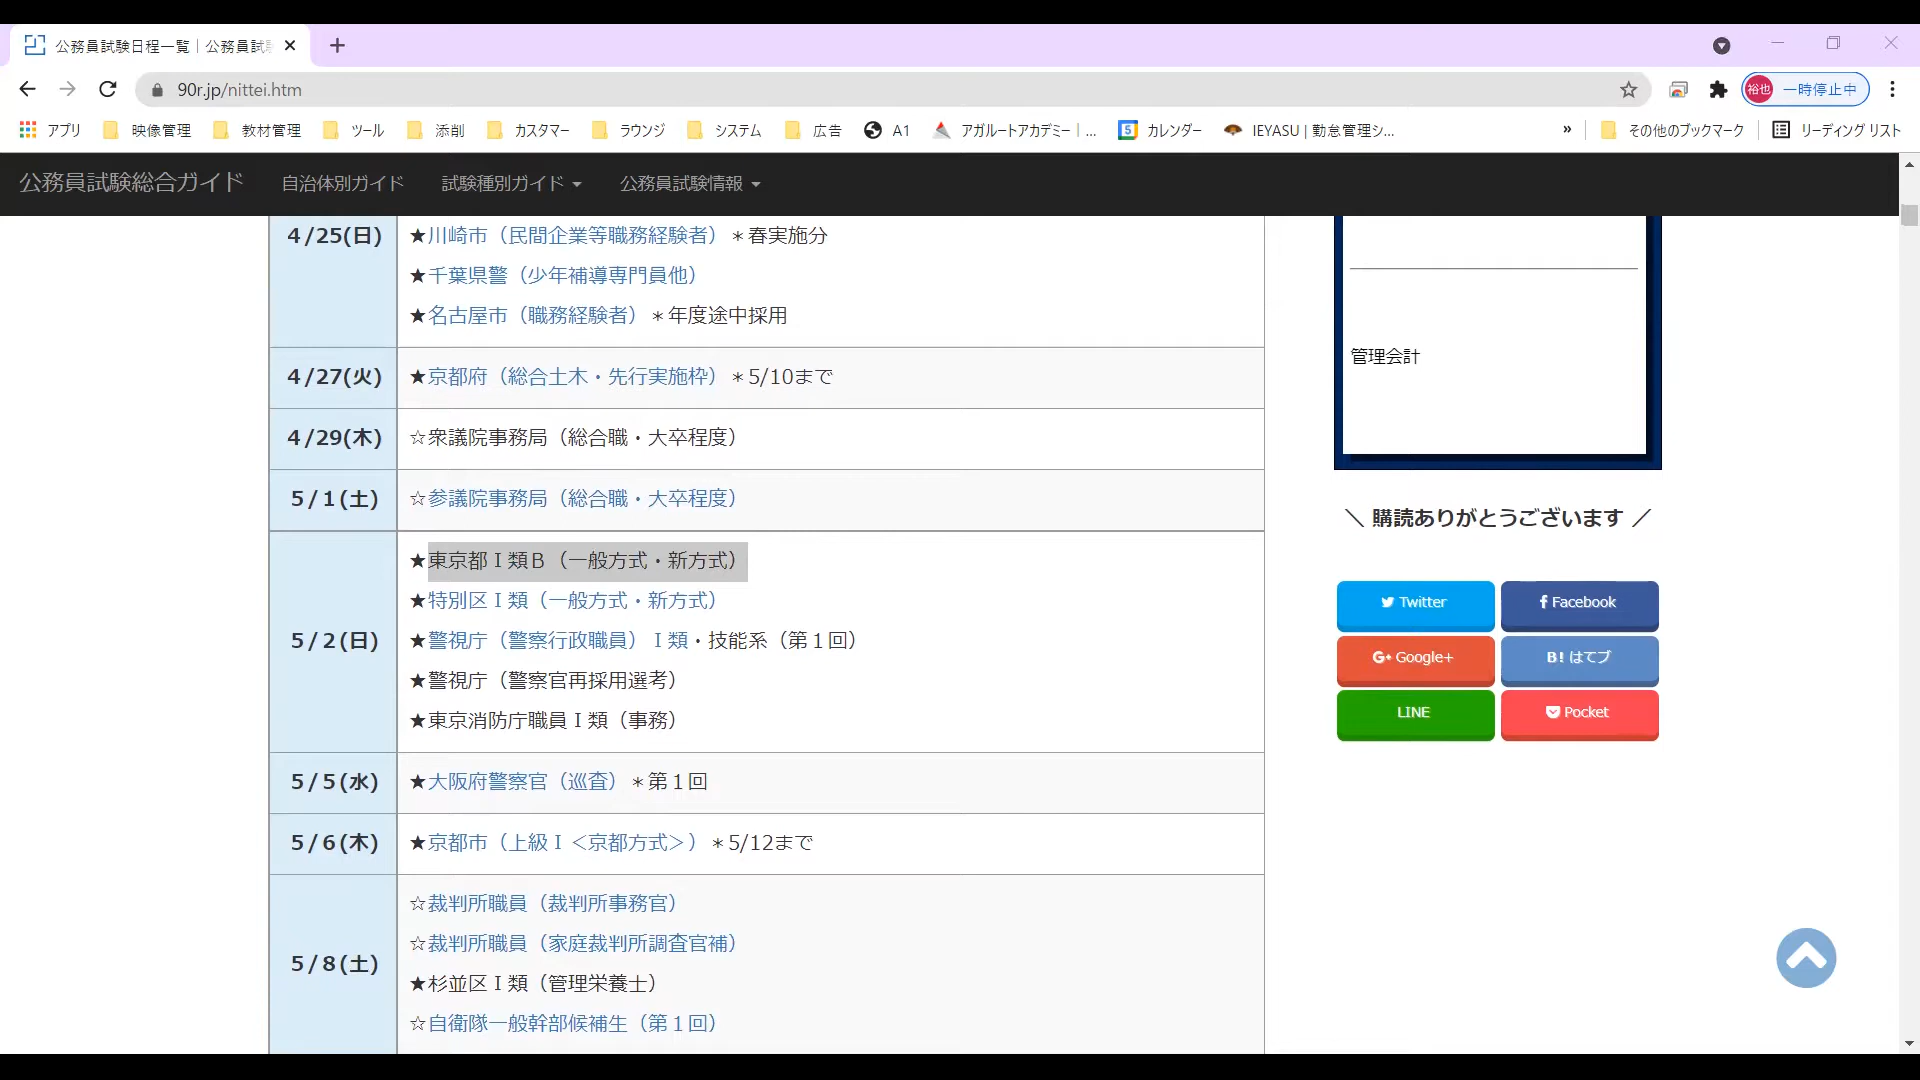 公務員試験日程一覧｜公務員試験
90r.jp/nittei.htm
裕也 一時停止中
アプリ 映像管理 教材管理 ツール 添削 カスタマー ラウンジ システム 広告 A1 アガルートアカデミー｜... 5 カレンダー IEYASU | 勤怠管理シ... » その他のブックマーク リーディング リスト
公務員試験総合ガイド 自治体別ガイド 試験種別ガイド 公務員試験情報
4/25(日)
★川崎市（民間企業等職務経験者）＊春実施分
★千葉県警（少年補導専門員他）
★名古屋市（職務経験者）＊年度途中採用
4/27(火)
★京都府（総合土木・先行実施枠）＊5/10まで
4/29(木)
☆衆議院事務局（総合職・大卒程度）
5/1(土)
☆参議院事務局（総合職・大卒程度）
5/2(日)
★東京都Ⅰ類Ｂ（一般方式・新方式）
★特別区Ⅰ類（一般方式・新方式）
★警視庁（警察行政職員）Ⅰ類・技能系（第１回）
★警視庁（警察官再採用選考）
★東京消防庁職員Ⅰ類（事務）
5/5(水)
★大阪府警察官（巡査）＊第１回
5/6(木)
★京都市（上級Ⅰ＜京都方式＞）＊5/12まで
5/8(土)
☆裁判所職員（裁判所事務官）
☆裁判所職員（家庭裁判所調査官補）
★杉並区Ⅰ類（管理栄養士）
☆自衛隊一般幹部候補生（第１回）
管理会計
＼ 購読ありがとうございます ／
Twitter Facebook
G+ Google+ B! はてブ
LINE Pocket